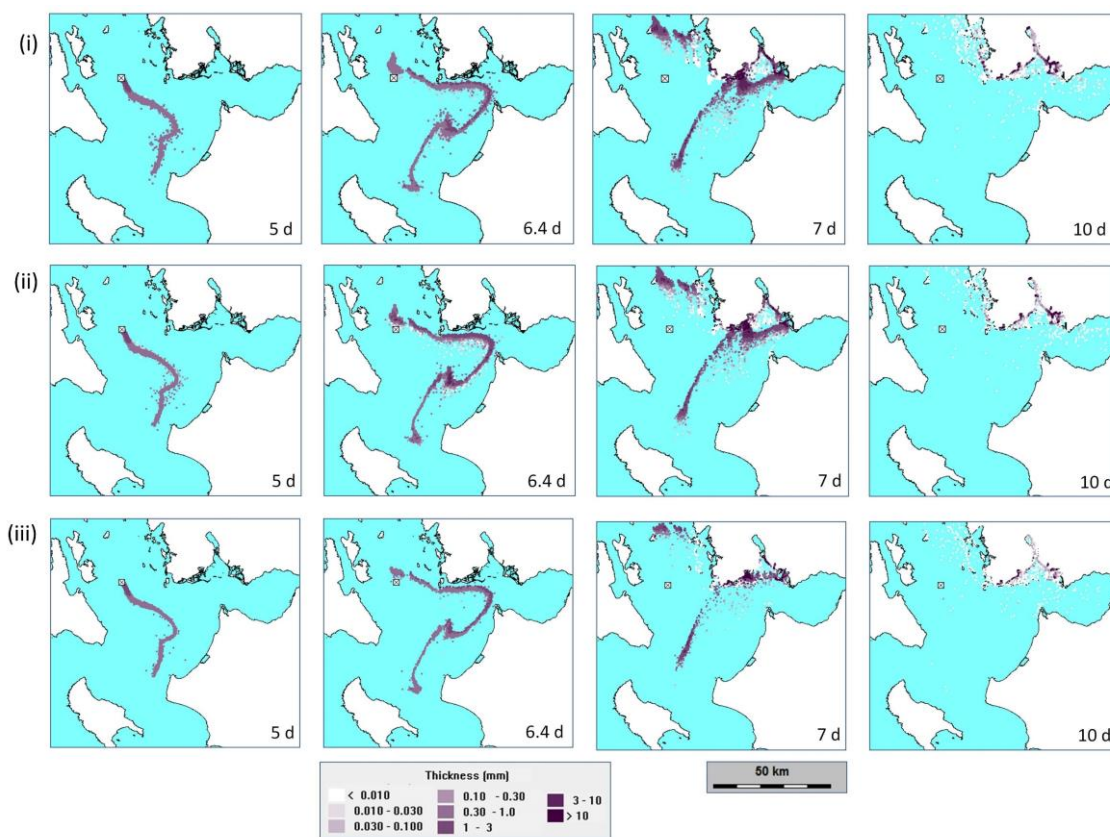 (i)
5 d
6.4 d
7 d
10 d
(ii)
5 d
6.4 d
7 d
10 d
(iii)
5 d
6.4 d
7 d
10 d
Thickness (mm)
< 0.010
0.010 - 0.030
0.030 - 0.100
0.10 - 0.30
0.30 - 1.0
1 - 3
3 - 10
> 10
50 km